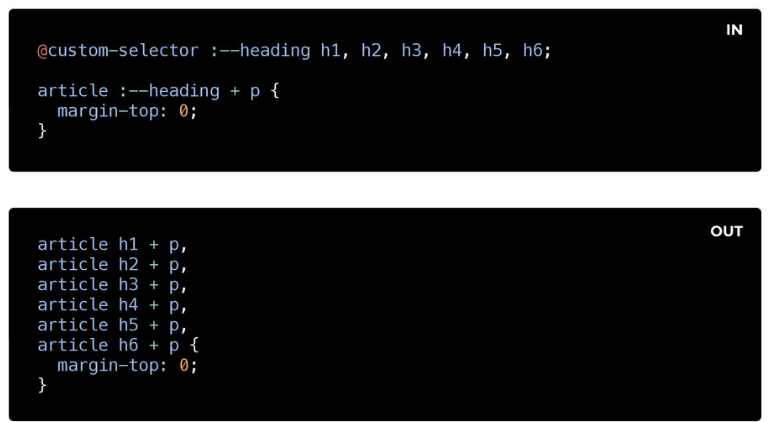 IN
@custom-selector :--heading h1, h2, h3, h4, h5, h6;
article :--heading + p {
  margin-top: 0;
}
OUT
article h1 + p,
article h2 + p,
article h3 + p,
article h4 + p,
article h5 + p,
article h6 + p {
  margin-top: 0;
}